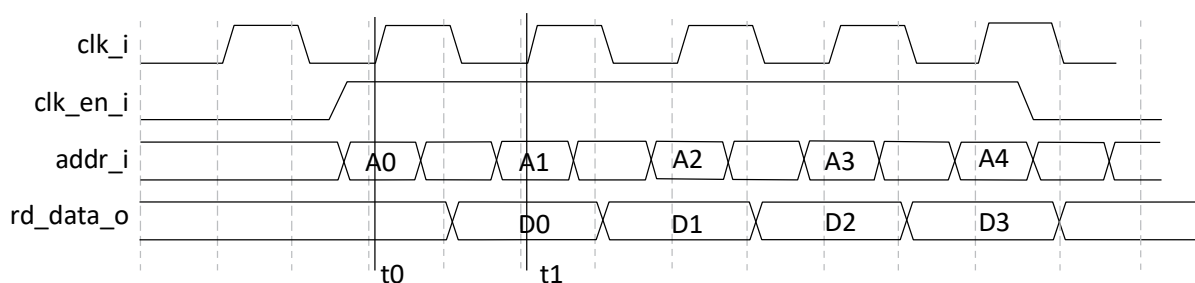 clk_i
clk_en_i
addr_i A0 A1 A2 A3 A4
rd_data_o D0 D1 D2 D3
t0 t1